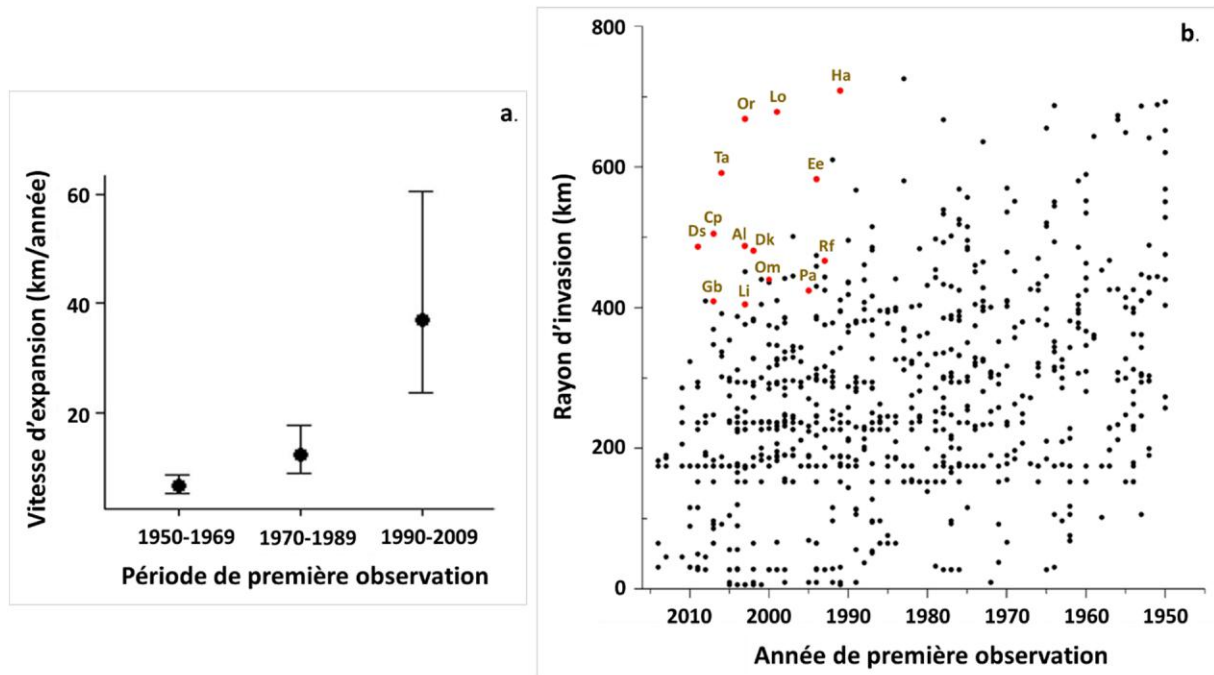 a.
Vitesse d'expansion (km/année)
60
40
20
1950-1969 1970-1989 1990-2009
Période de première observation
b.
Rayon d'invasion (km)
800
600
400
200
0
Ha
Lo
Or
Ee
Ta
Cp
Ds Al Dk Rf
Om Pa
Gb Li
2010 2000 1990 1980 1970 1960 1950
Année de première observation